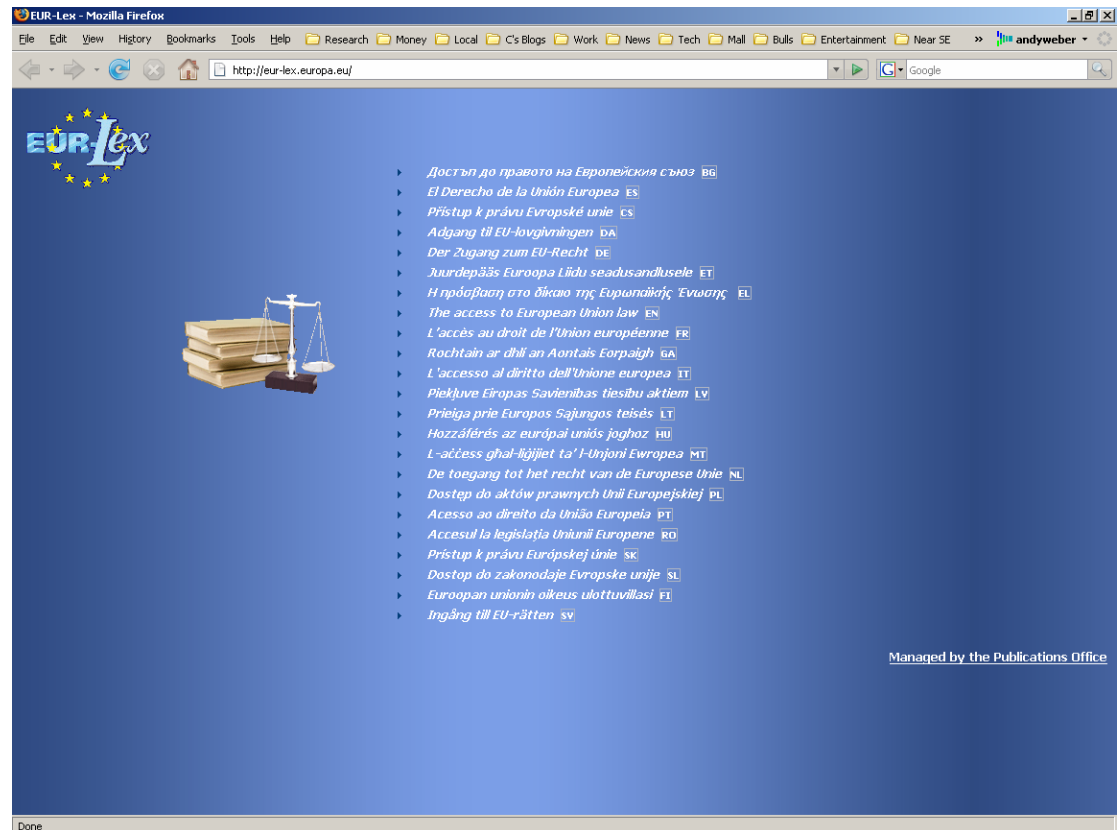 EUR-Lex - Mozilla Firefox
File Edit View History Bookmarks Tools Help Research Money Local C's Blogs Work News Tech Mall Bulls Entertainment Near SE » andyweber
http://eur-lex.europa.eu/ G Google
EUR-Lex
Достъп до правото на Европейския съюз BG
El Derecho de la Unión Europea ES
Přístup k právu Evropské unie CS
Adgang til EU-lovgivningen DA
Der Zugang zum EU-Recht DE
Juurdepääs Euroopa Liidu seadusandlusele ET
Η πρόσβαση στο δίκαιο της Ευρωπαϊκής Ένωσης EL
The access to European Union law EN
L'accès au droit de l'Union européenne FR
Rochtain ar dhlí an Aontais Eorpaigh GA
L'accesso al diritto dell'Unione europea IT
Piekļuve Eiropas Savienības tiesību aktiem LV
Prieiga prie Europos Sąjungos teisės LT
Hozzáférés az európai uniós joghoz HU
L-aċċess għal-liġijiet ta' l-Unjoni Ewropea MT
De toegang tot het recht van de Europese Unie NL
Dostęp do aktów prawnych Unii Europejskiej PL
Acesso ao direito da União Europeia PT
Accesul la legislaţia Uniunii Europene RO
Prístup k právu Európskej únie SK
Dostop do zakonodaje Evropske unije SL
Euroopan unionin oikeus ulottuvillasi FI
Ingång till EU-rätten SV
Managed by the Publications Office
Done